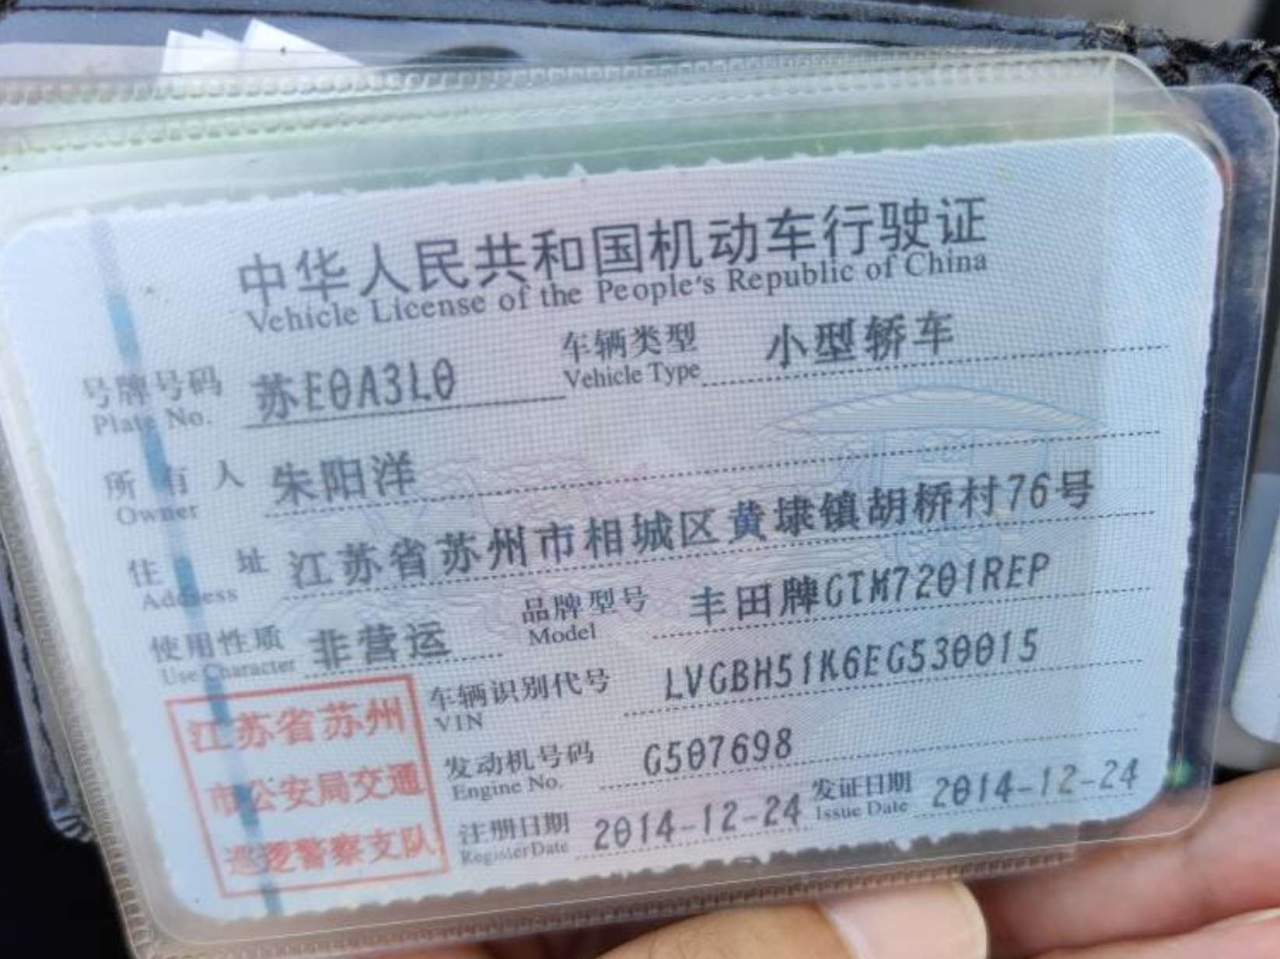 中华人民共和国机动车行驶证
Vehicle License of the People's Republic of China
号牌号码 苏E0A3L0 车辆类型 小型轿车
Plate No. Vehicle Type
所有人 朱阳洋
Owner
住址 江苏省苏州市相城区黄埭镇胡桥村76号
Address
使用性质 非营运 品牌型号 丰田牌GTM7201REP
Use Character Model
车辆识别代号 LVGBH51K6EG530015
VIN
发动机号码 G507698
Engine No.
注册日期 2014-12-24 发证日期 2014-12-24
Register Date Issue Date
江苏省苏州
市公安局交通
巡逻警察支队